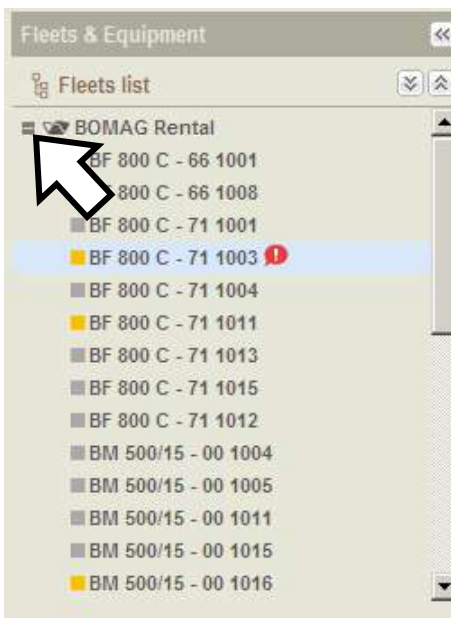 Fleets & Equipment
Fleets list
BOMAG Rental
BF 800 C - 66 1001
800 C - 66 1008
BF 800 C - 71 1001
BF 800 C - 71 1003
BF 800 C - 71 1004
BF 800 C - 71 1011
BF 800 C - 71 1013
BF 800 C - 71 1015
BF 800 C - 71 1012
BM 500/15 - 00 1004
BM 500/15 - 00 1005
BM 500/15 - 00 1011
BM 500/15 - 00 1015
BM 500/15 - 00 1016